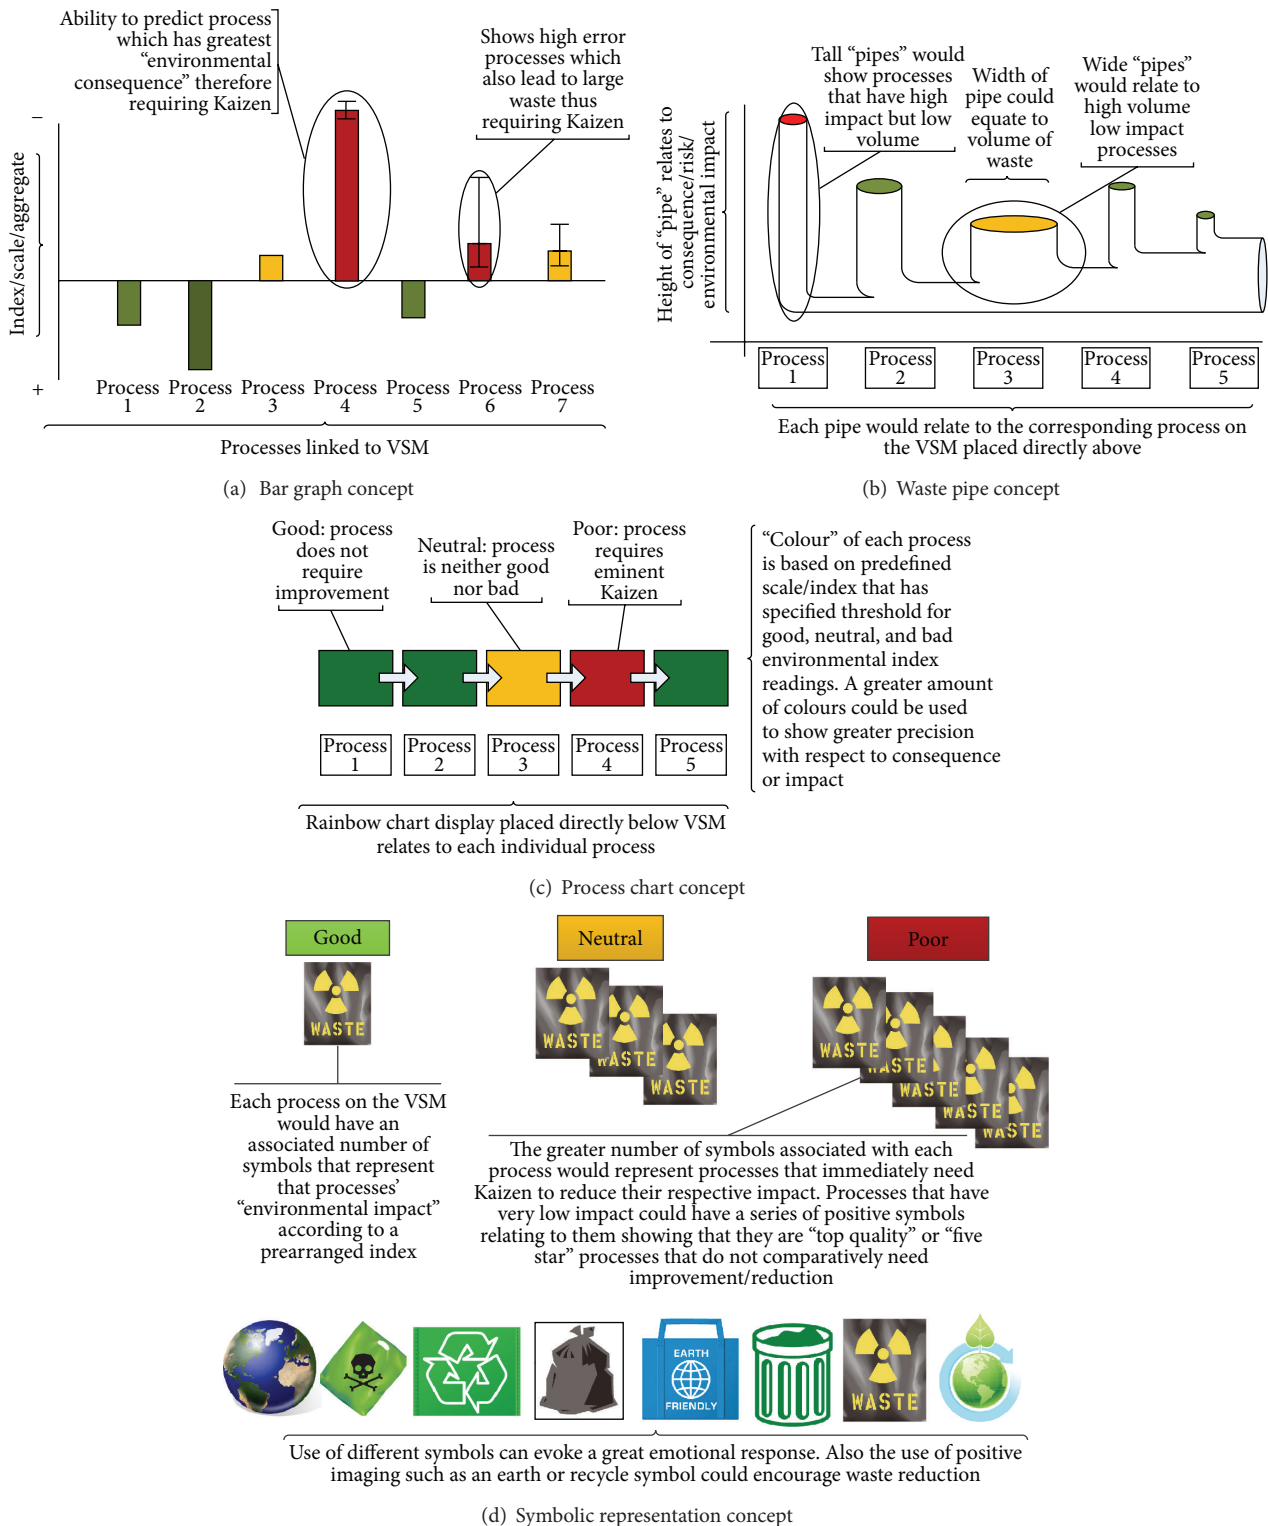 Ability to predict process
which has greatest
“environmental
consequence” therefore
requiring Kaizen
Shows high error
processes which
also lead to large
waste thus
requiring Kaizen
−
Index/scale/aggregate
+
Process
1
Process
2
Process
3
Process
4
Process
5
Process
6
Process
7
Processes linked to VSM
(a) Bar graph concept
Tall “pipes” would
show processes
that have high
impact but low
volume
Width of
pipe could
equate to
volume of
waste
Wide “pipes”
would relate to
high volume
low impact
processes
Height of “pipe” relates to
consequence/risk/
environmental impact
Process
1
Process
2
Process
3
Process
4
Process
5
Each pipe would relate to the corresponding process on
the VSM placed directly above
(b) Waste pipe concept
Good: process
does not
require
improvement
Neutral: process
is neither good
nor bad
Poor: process
requires
eminent
Kaizen
“Colour” of each process
is based on predefined
scale/index that has
specified threshold for
good, neutral, and bad
environmental index
readings. A greater amount
of colours could be used
to show greater precision
with respect to consequence
or impact
Process
1
Process
2
Process
3
Process
4
Process
5
Rainbow chart display placed directly below VSM
relates to each individual process
(c) Process chart concept
Good
Neutral
Poor
WASTE
WASTE
WASTE
WASTE
WASTE
WASTE
WASTE
WASTE
WASTE
Each process on the VSM
would have an
associated number of
symbols that represent
that processes’
“environmental impact”
according to a
prearranged index
The greater number of symbols associated with each
process would represent processes that immediately need
Kaizen to reduce their respective impact. Processes that have
very low impact could have a series of positive symbols
relating to them showing that they are “top quality” or “five
star” processes that do not comparatively need
improvement/reduction
EARTH
FRIENDLY
WASTE
Use of different symbols can evoke a great emotional response. Also the use of positive
imaging such as an earth or recycle symbol could encourage waste reduction
(d) Symbolic representation concept